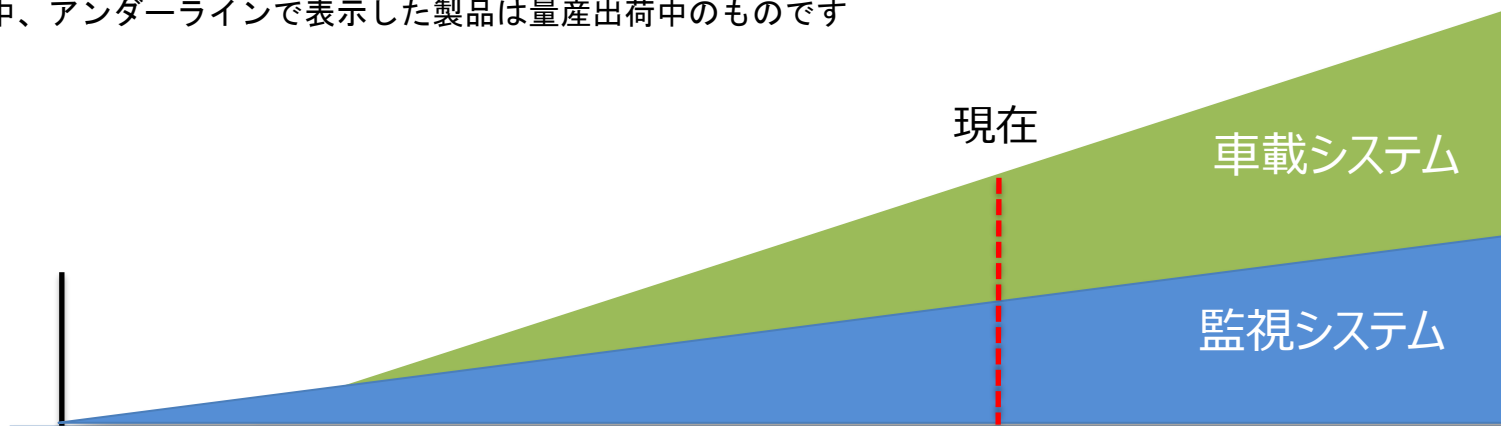 中、アンダーラインで表示した製品は量産出荷中のものです
現在
車載システム
監視システム